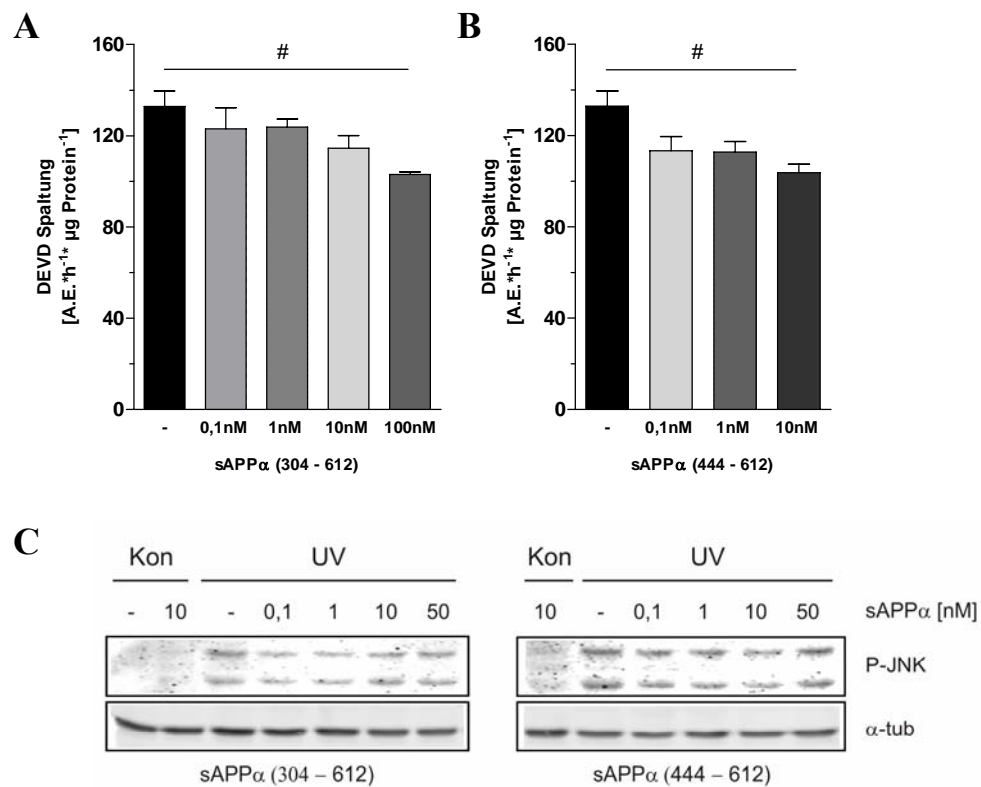 A
160
120
80
40
0
DEVD Spaltung
[A.E.*h⁻¹* µg Protein⁻¹]
#
- 0,1nM 1nM 10nM 100nM
sAPPα (304 - 612)
B
160
120
80
40
0
DEVD Spaltung
[A.E.*h⁻¹* µg Protein⁻¹]
#
- 0,1nM 1nM 10nM
sAPPα (444 - 612)
C
Kon UV
- 10 - 0,1 1 10 50
Kon UV
10 - 0,1 1 10 50
sAPPα [nM]
P-JNK
α-tub
sAPPα (304 – 612)
sAPPα (444 – 612)